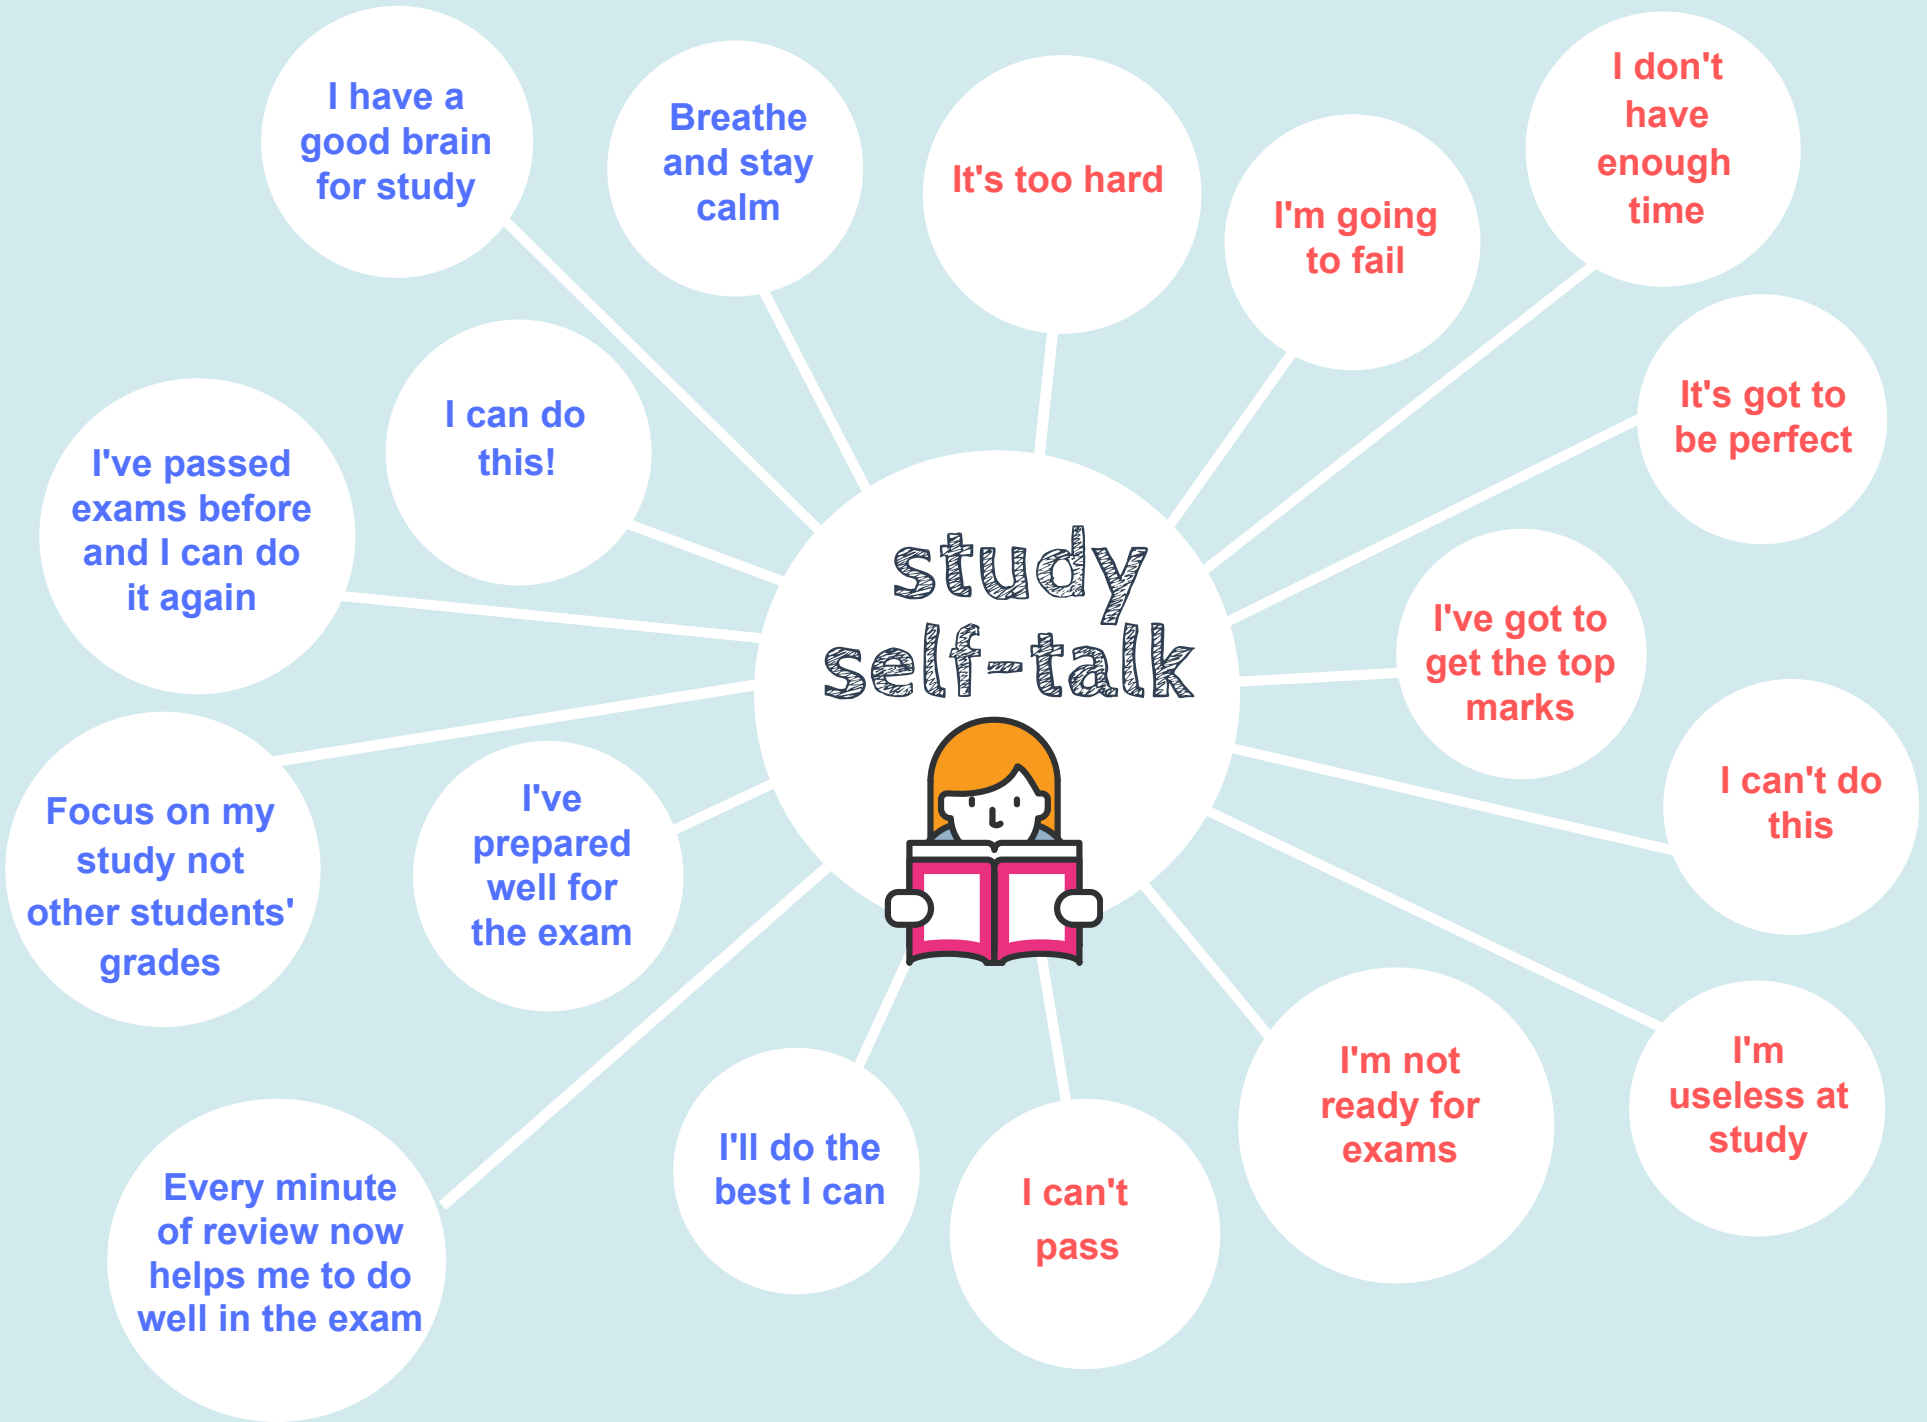 study
self-talk
I have a
good brain
for study
Breathe
and stay
calm
It's too hard
I'm going
to fail
I don't
have
enough
time
It's got to
be perfect
I've got to
get the top
marks
I can't do
this
I'm
useless at
study
I'm not
ready for
exams
I can't
pass
I'll do the
best I can
Every minute
of review now
helps me to do
well in the exam
I've
prepared
well for
the exam
Focus on my
study not
other students'
grades
I've passed
exams before
and I can do
it again
I can do
this!